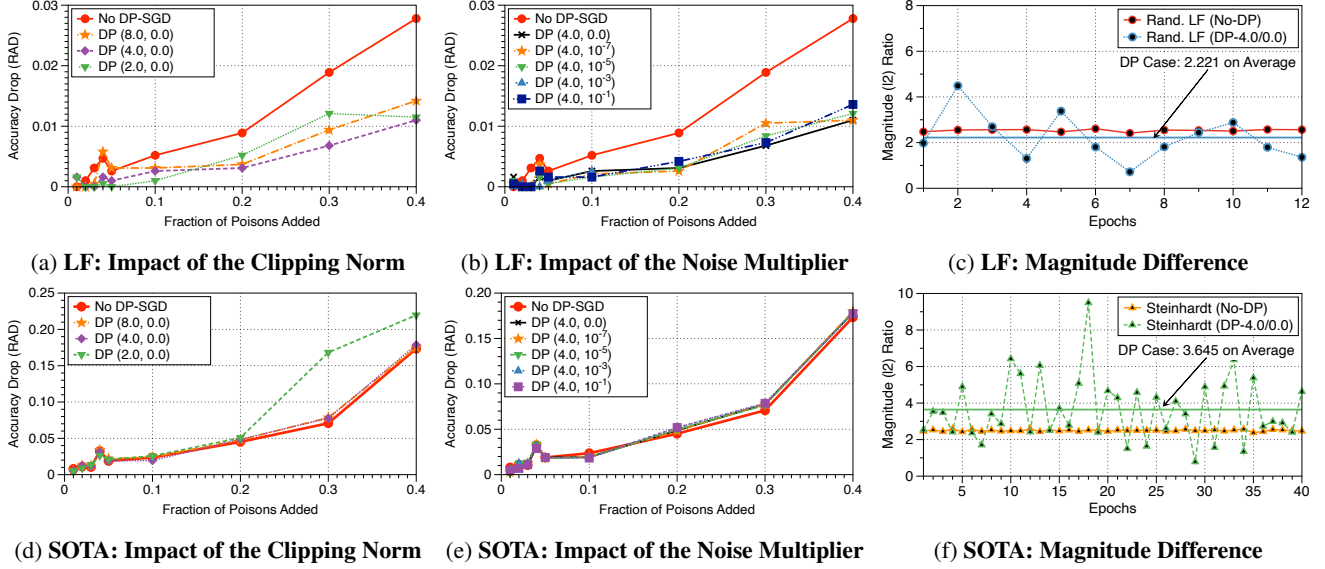 0.03
0.02
0.01
0
Accuracy Drop (RAD)
No DP-SGD
DP (8.0, 0.0)
DP (4.0, 0.0)
DP (2.0, 0.0)
0.1 0.2 0.3 0.4
Fraction of Poisons Added
(a) LF: Impact of the Clipping Norm
0.03
0.02
0.01
0
Accuracy Drop (RAD)
No DP-SGD
DP (4.0, 0.0)
DP (4.0, 10⁻⁷)
DP (4.0, 10⁻⁵)
DP (4.0, 10⁻³)
DP (4.0, 10⁻¹)
0.1 0.2 0.3 0.4
Fraction of Poisons Added
(b) LF: Impact of the Noise Multiplier
8
6
4
2
0
Magnitude (l2) Ratio
Rand. LF (No-DP)
Rand. LF (DP-4.0/0.0)
DP Case: 2.221 on Average
2 4 6 8 10 12
Epochs
(c) LF: Magnitude Difference
0.25
0.20
0.15
0.10
0.05
0
Accuracy Drop (RAD)
No DP-SGD
DP (8.0, 0.0)
DP (4.0, 0.0)
DP (2.0, 0.0)
0.1 0.2 0.3 0.4
Fraction of Poisons Added
(d) SOTA: Impact of the Clipping Norm
0.20
0.15
0.10
0.05
0
Accuracy Drop (RAD)
No DP-SGD
DP (4.0, 0.0)
DP (4.0, 10⁻⁷)
DP (4.0, 10⁻⁵)
DP (4.0, 10⁻³)
DP (4.0, 10⁻¹)
0.1 0.2 0.3 0.4
Fraction of Poisons Added
(e) SOTA: Impact of the Noise Multiplier
10
8
6
4
2
0
Magnitude (l2) Ratio
Steinhardt (No-DP)
Steinhardt (DP-4.0/0.0)
DP Case: 3.645 on Average
5 10 15 20 25 30 35 40
Epochs
(f) SOTA: Magnitude Difference